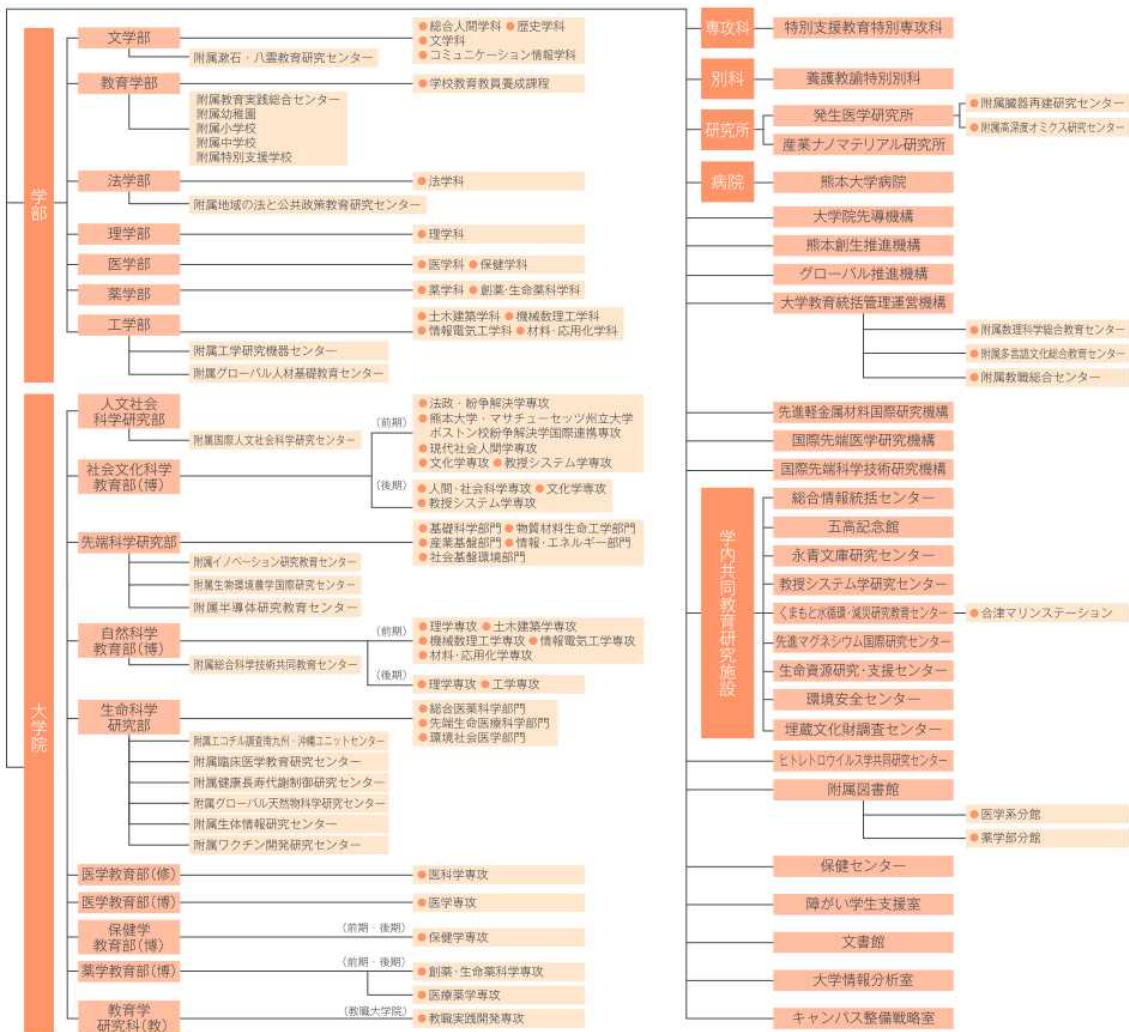 学部
文学部
●総合人間学科 ●歴史学科
●文学科
●コミュニケーション情報学科
附属漱石・八雲教育研究センター
教育学部
●学校教育教員養成課程
附属教育実践総合センター
附属幼稚園
附属小学校
附属中学校
附属特別支援学校
法学部
●法学科
附属地域の法と公共政策教育研究センター
理学部
●理学科
医学部
●医学科 ●保健学科
薬学部
●薬学科 ●創薬・生命薬科学科
工学部
●土木建築学科 ●機械数理工学科
●情報電気工学科 ●材料・応用化学科
附属工学研究機器センター
附属グローバル人材基礎教育センター
大学院
人文社会
科学研究部
附属国際人文社会科学研究センター
社会文化科学
教育部(博)
(前期)
●法政・紛争解決学専攻
●熊本大学・マサチューセッツ州立大学
ボストン校紛争解決学国際連携専攻
●現代社会人間学専攻
●文化学専攻 ●教授システム学専攻
(後期)
●人間・社会科学専攻 ●文化学専攻
●教授システム学専攻
先端科学研究部
●基礎科学部門 ●物質材料生命工学部門
●産業基盤部門 ●情報・エネルギー部門
●社会基盤環境部門
附属イノベーション研究教育センター
附属生物環境農学国際研究センター
附属半導体研究教育センター
自然科学
教育部(博)
(前期)
●理学専攻 ●土木建築学専攻
●機械数理工学専攻 ●情報電気工学専攻
●材料・応用化学専攻
附属総合科学技術共同教育センター
(後期)
●理学専攻 ●工学専攻
生命科学
研究部
●総合医薬科学部門
●先端生命医療科学部門
●環境社会医学部門
附属エコチル調査南九州・沖縄ユニットセンター
附属臨床医学教育研究センター
附属健康長寿代謝制御研究センター
附属グローバル天然物科学研究センター
附属生体情報研究センター
附属ワクチン開発研究センター
医学教育部(修)
●医科学専攻
医学教育部(博)
●医学専攻
保健学
教育部(博)
(前期・後期)
●保健学専攻
薬学教育部(博)
(前期・後期)
●創薬・生命薬科学専攻
●医療薬学専攻
教育学
研究科(教)
(教職大学院)
●教職実践開発専攻
専攻科
特別支援教育特別専攻科
別科
養護教諭特別別科
研究所
発生医学研究所
●附属臓器再建研究センター
●附属高深度オミクス研究センター
産業ナノマテリアル研究所
病院
熊本大学病院
大学院先導機構
熊本創生推進機構
グローバル推進機構
大学教育統括管理運営機構
●附属数理科学総合教育センター
●附属多言語文化総合教育センター
●附属教職総合センター
先進軽金属材料国際研究機構
国際先端医学研究機構
国際先端科学技術研究機構
学内共同教育研究施設
総合情報統括センター
五高記念館
永青文庫研究センター
教授システム学研究センター
くまもと水循環・減災研究教育センター
●合津マリンステーション
先進マグネシウム国際研究センター
生命資源研究・支援センター
環境安全センター
埋蔵文化財調査センター
ヒトレトロウイルス学共同研究センター
附属図書館
●医学系分館
●薬学部分館
保健センター
障がい学生支援室
文書館
大学情報分析室
キャンパス整備戦略室